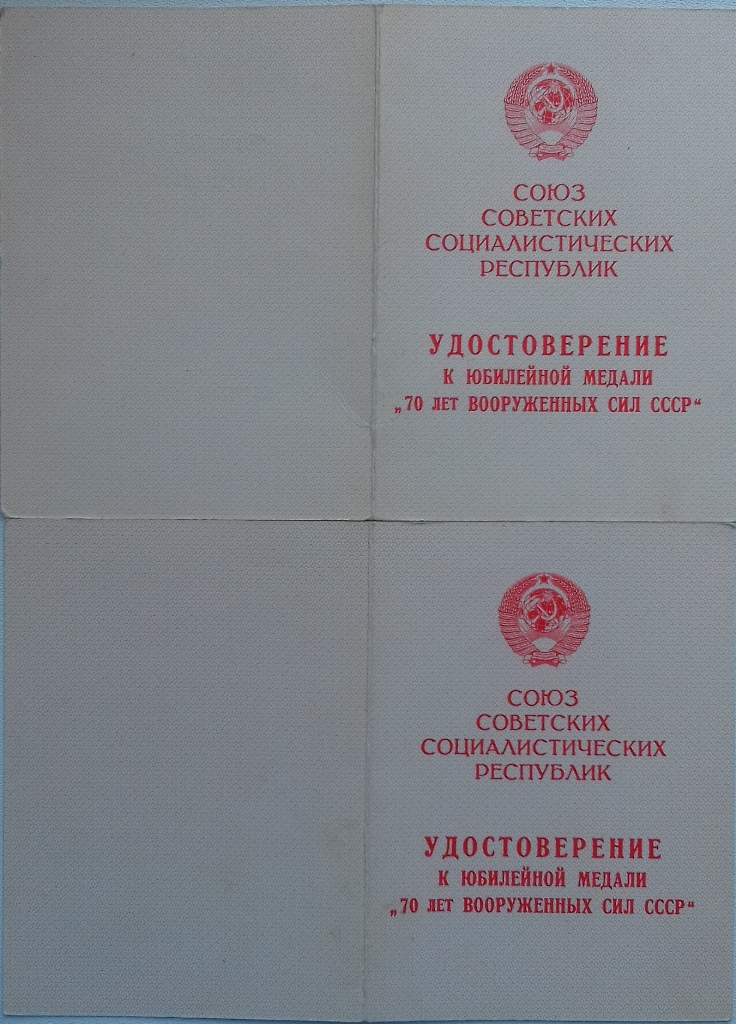 СОЮЗ
СОВЕТСКИХ
СОЦИАЛИСТИЧЕСКИХ
РЕСПУБЛИК
УДОСТОВЕРЕНИЕ
К ЮБИЛЕЙНОЙ МЕДАЛИ
„70 ЛЕТ ВООРУЖЕННЫХ СИЛ СССР“
СОЮЗ
СОВЕТСКИХ
СОЦИАЛИСТИЧЕСКИХ
РЕСПУБЛИК
УДОСТОВЕРЕНИЕ
К ЮБИЛЕЙНОЙ МЕДАЛИ
„70 ЛЕТ ВООРУЖЕННЫХ СИЛ СССР“